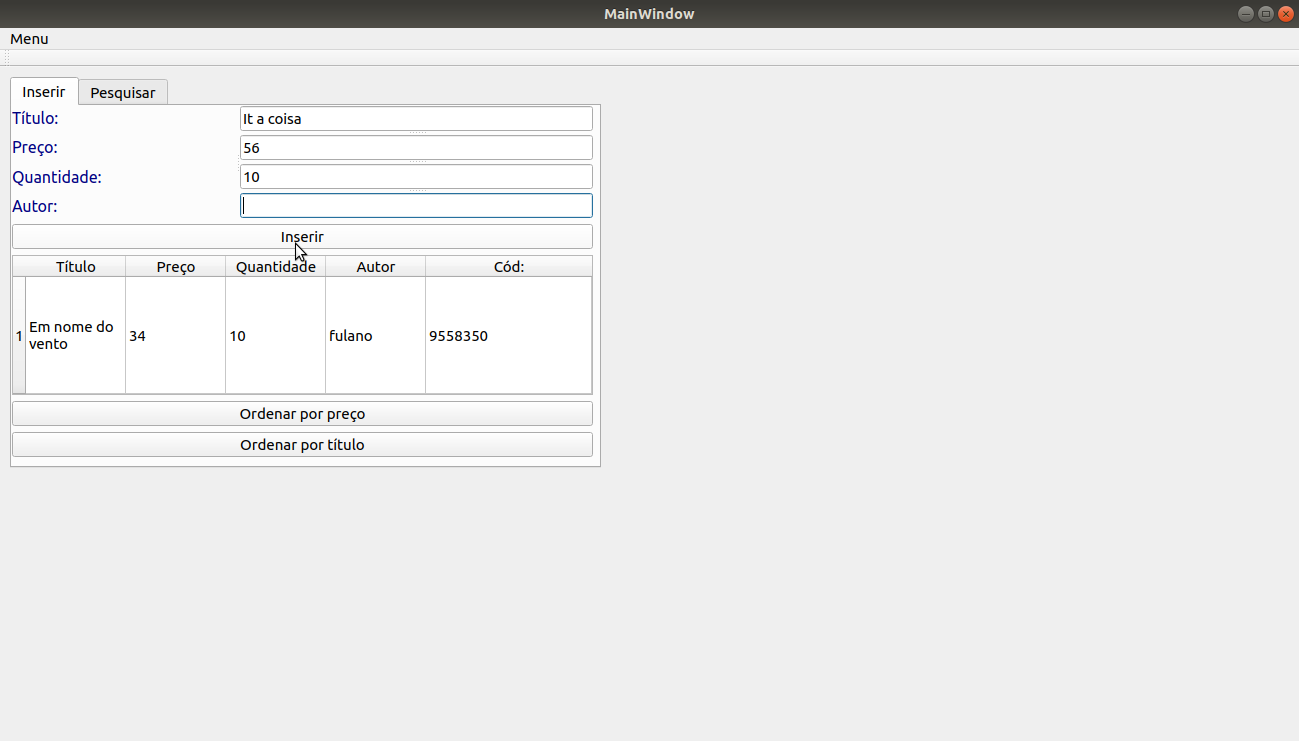 MainWindow
Menu
Inserir Pesquisar
Título: It a coisa
Preço: 56
Quantidade: 10
Autor:
Inserir
Título Preço Quantidade Autor Cód:
1 Em nome do vento 34 10 fulano 9558350
Ordenar por preço
Ordenar por título